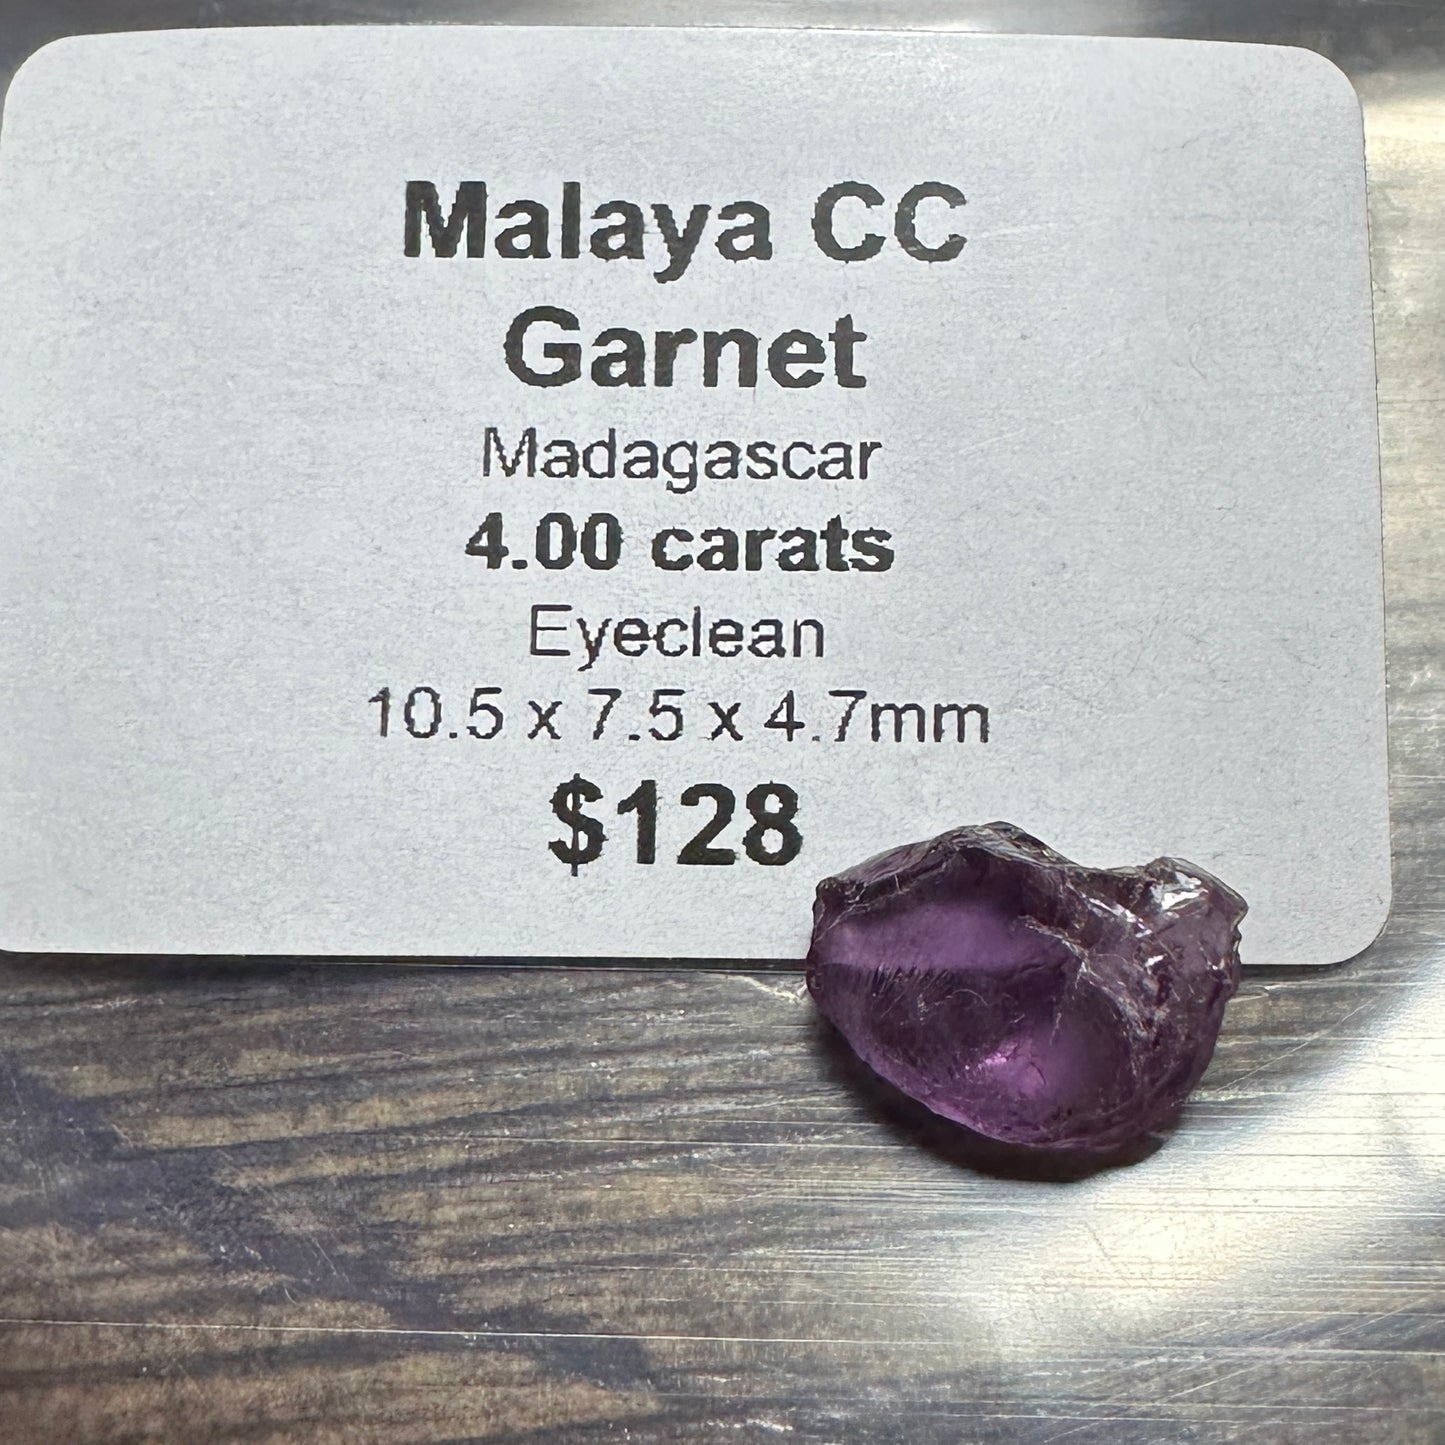 Malaya CC
Garnet
Madagascar
4.00 carats
Eyeclean
10.5 x 7.5 x 4.7mm
$128